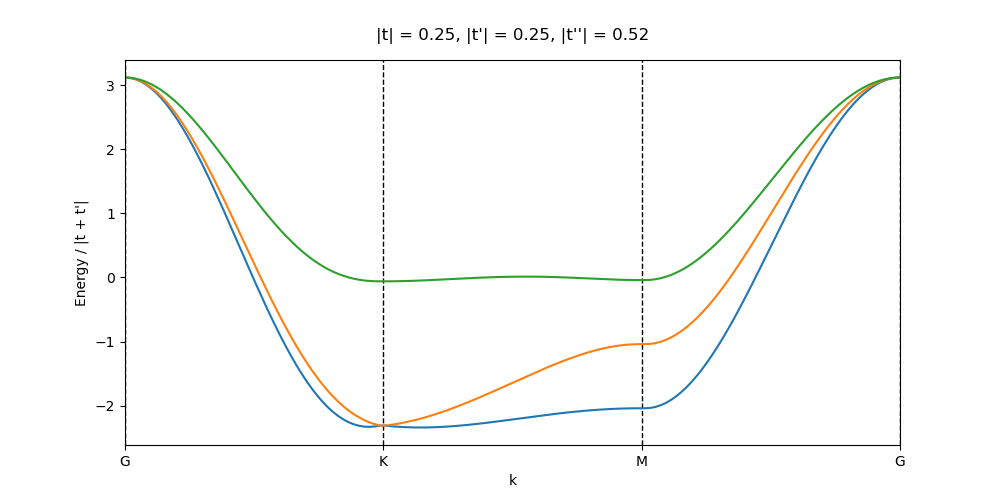 |t| = 0.25, |t'| = 0.25, |t''| = 0.52
Energy / |t + t'|
3
2
1
0
−1
−2
G
K
M
G
k